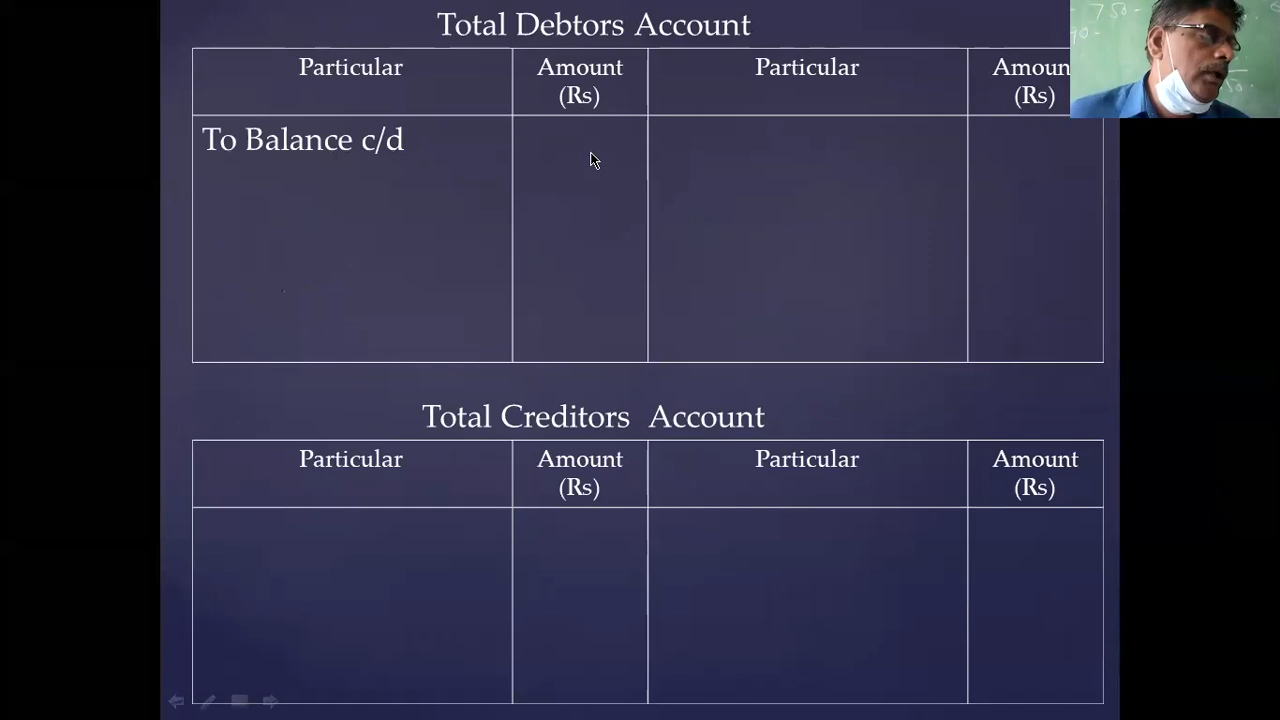 Total Debtors Account
Particular Amount Particular Amoun
(Rs) (Rs)
To Balance c/d
Total Creditors Account
Particular Amount Particular Amount
(Rs) (Rs)